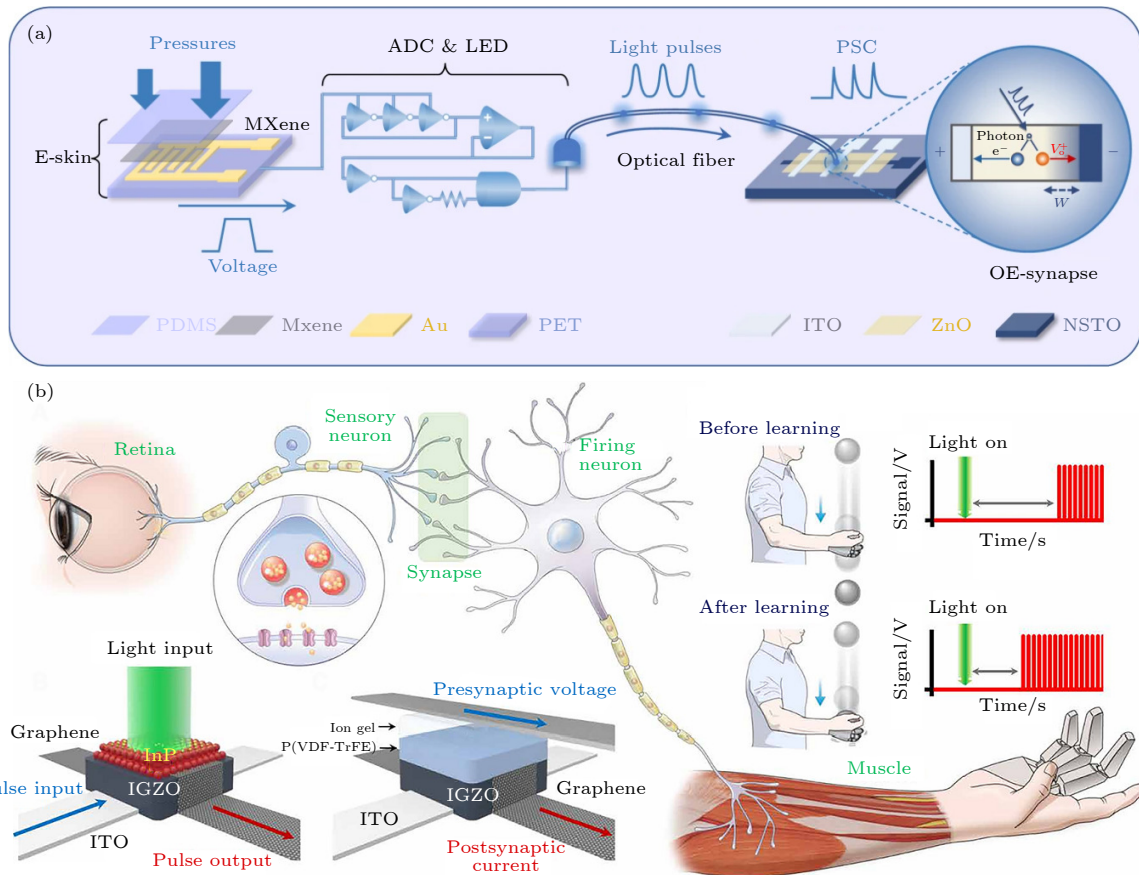 (a)
Pressures
ADC & LED
Light pulses
PSC
MXene
E-skin
Optical fiber
Photon
e⁻
V₀⁺
+
−
W
Voltage
OE-synapse
PDMS
Mxene
Au
PET
ITO
ZnO
NSTO
(b)
Retina
Sensory
neuron
Firing
neuron
Synapse
Before learning
Light on
Signal/V
Time/s
After learning
Light on
Signal/V
Time/s
Light input
Graphene
InP
IGZO
ulse input
ITO
Pulse output
Presynaptic voltage
Ion gel
P(VDF-TrFE)
IGZO
Graphene
ITO
Postsynaptic
current
Muscle